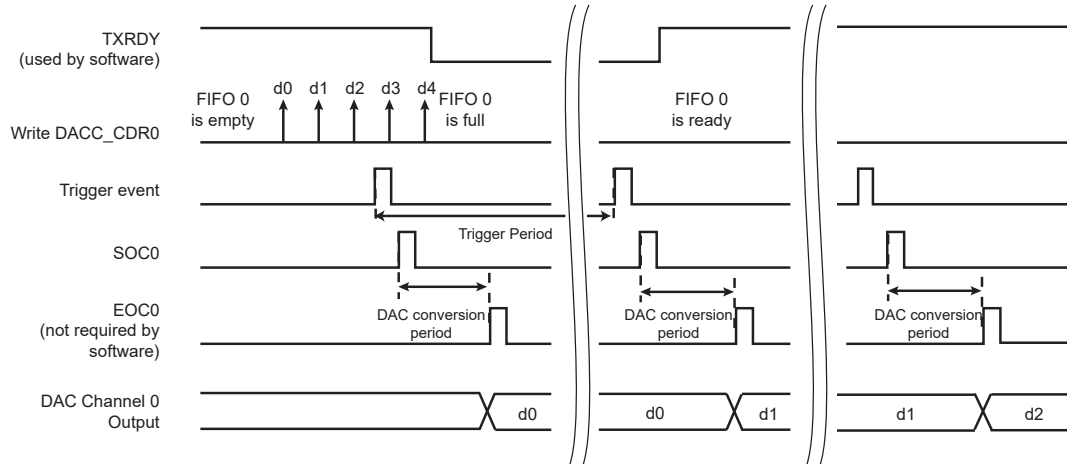 TXRDY
(used by software)
FIFO 0
is empty
d0
d1
d2
d3
d4
FIFO 0
is full
FIFO 0
is ready
Write DACC_CDR0
Trigger event
Trigger Period
SOC0
EOC0
(not required by
software)
DAC conversion
period
DAC conversion
period
DAC conversion
period
DAC Channel 0
Output
d0
d0
d1
d1
d2